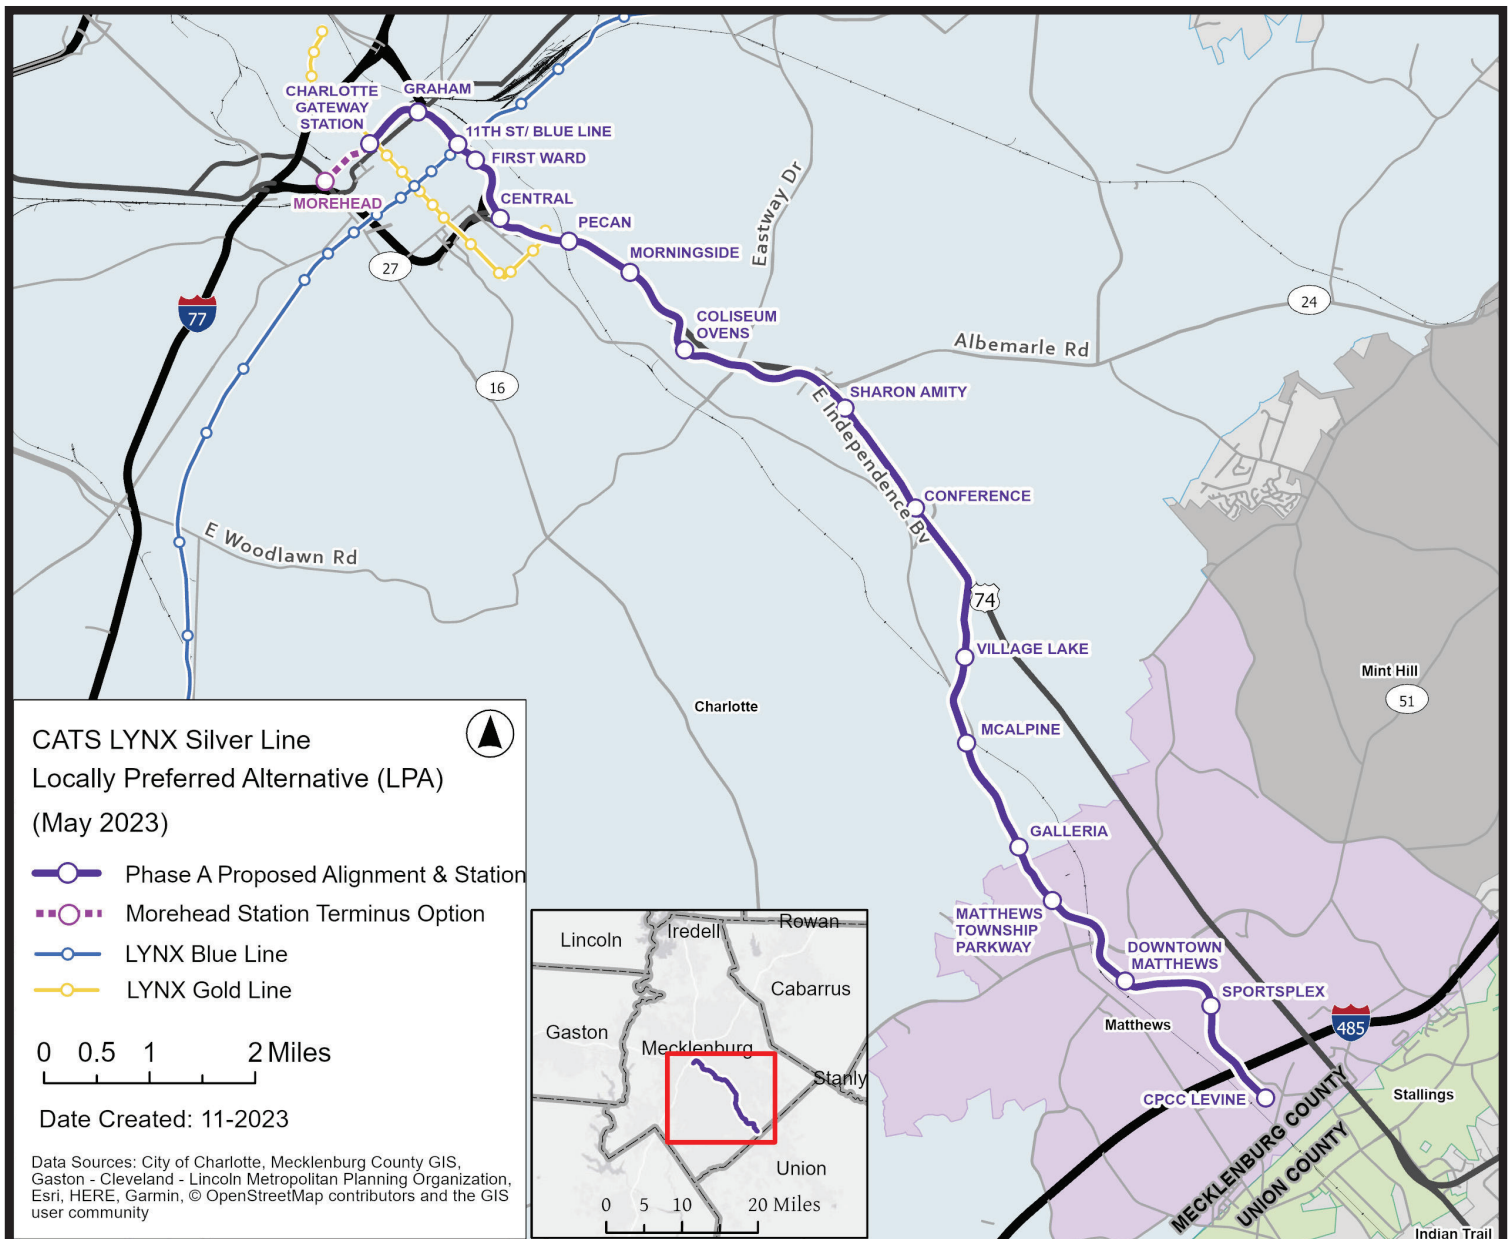 CHARLOTTE
GATEWAY
STATION
GRAHAM
11TH ST/ BLUE LINE
FIRST WARD
MOREHEAD
CENTRAL
PECAN
MORNINGSIDE
Eastway Dr
27
77
COLISEUM
OVENS
24
Albemarle Rd
16
SHARON AMITY
E Independence Bv
CONFERENCE
E Woodlawn Rd
74
VILLAGE LAKE
Mint Hill
51
Charlotte
MCALPINE
GALLERIA
MATTHEWS
TOWNSHIP
PARKWAY
DOWNTOWN
MATTHEWS
SPORTSPLEX
Matthews
485
CPCC LEVINE
Stallings
MECKLENBURG COUNTY
UNION COUNTY
Indian Trail
CATS LYNX Silver Line
Locally Preferred Alternative (LPA)
(May 2023)
Phase A Proposed Alignment & Station
Morehead Station Terminus Option
LYNX Blue Line
LYNX Gold Line
0 0.5 1 2 Miles
Date Created: 11-2023
Data Sources: City of Charlotte, Mecklenburg County GIS,
Gaston - Cleveland - Lincoln Metropolitan Planning Organization,
Esri, HERE, Garmin, © OpenStreetMap contributors and the GIS
user community
Rowan
Iredell
Lincoln
Cabarrus
Gaston
Mecklenburg
Stanly
Union
0 5 10 20 Miles